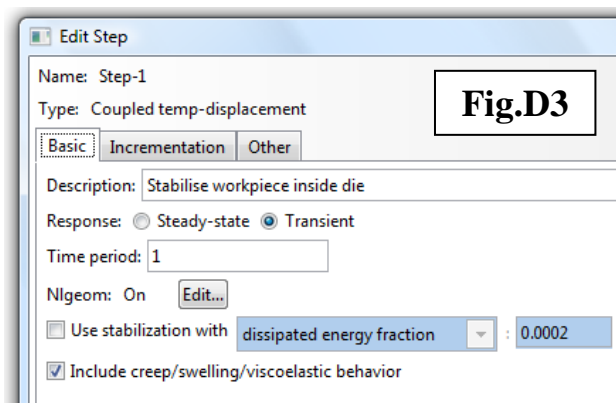 Edit Step
Name: Step-1
Type: Coupled temp-displacement
Fig.D3
Basic Incrementation Other
Description: Stabilise workpiece inside die
Response: Steady-state Transient
Time period: 1
Nlgeom: On Edit...
Use stabilization with dissipated energy fraction : 0.0002
Include creep/swelling/viscoelastic behavior